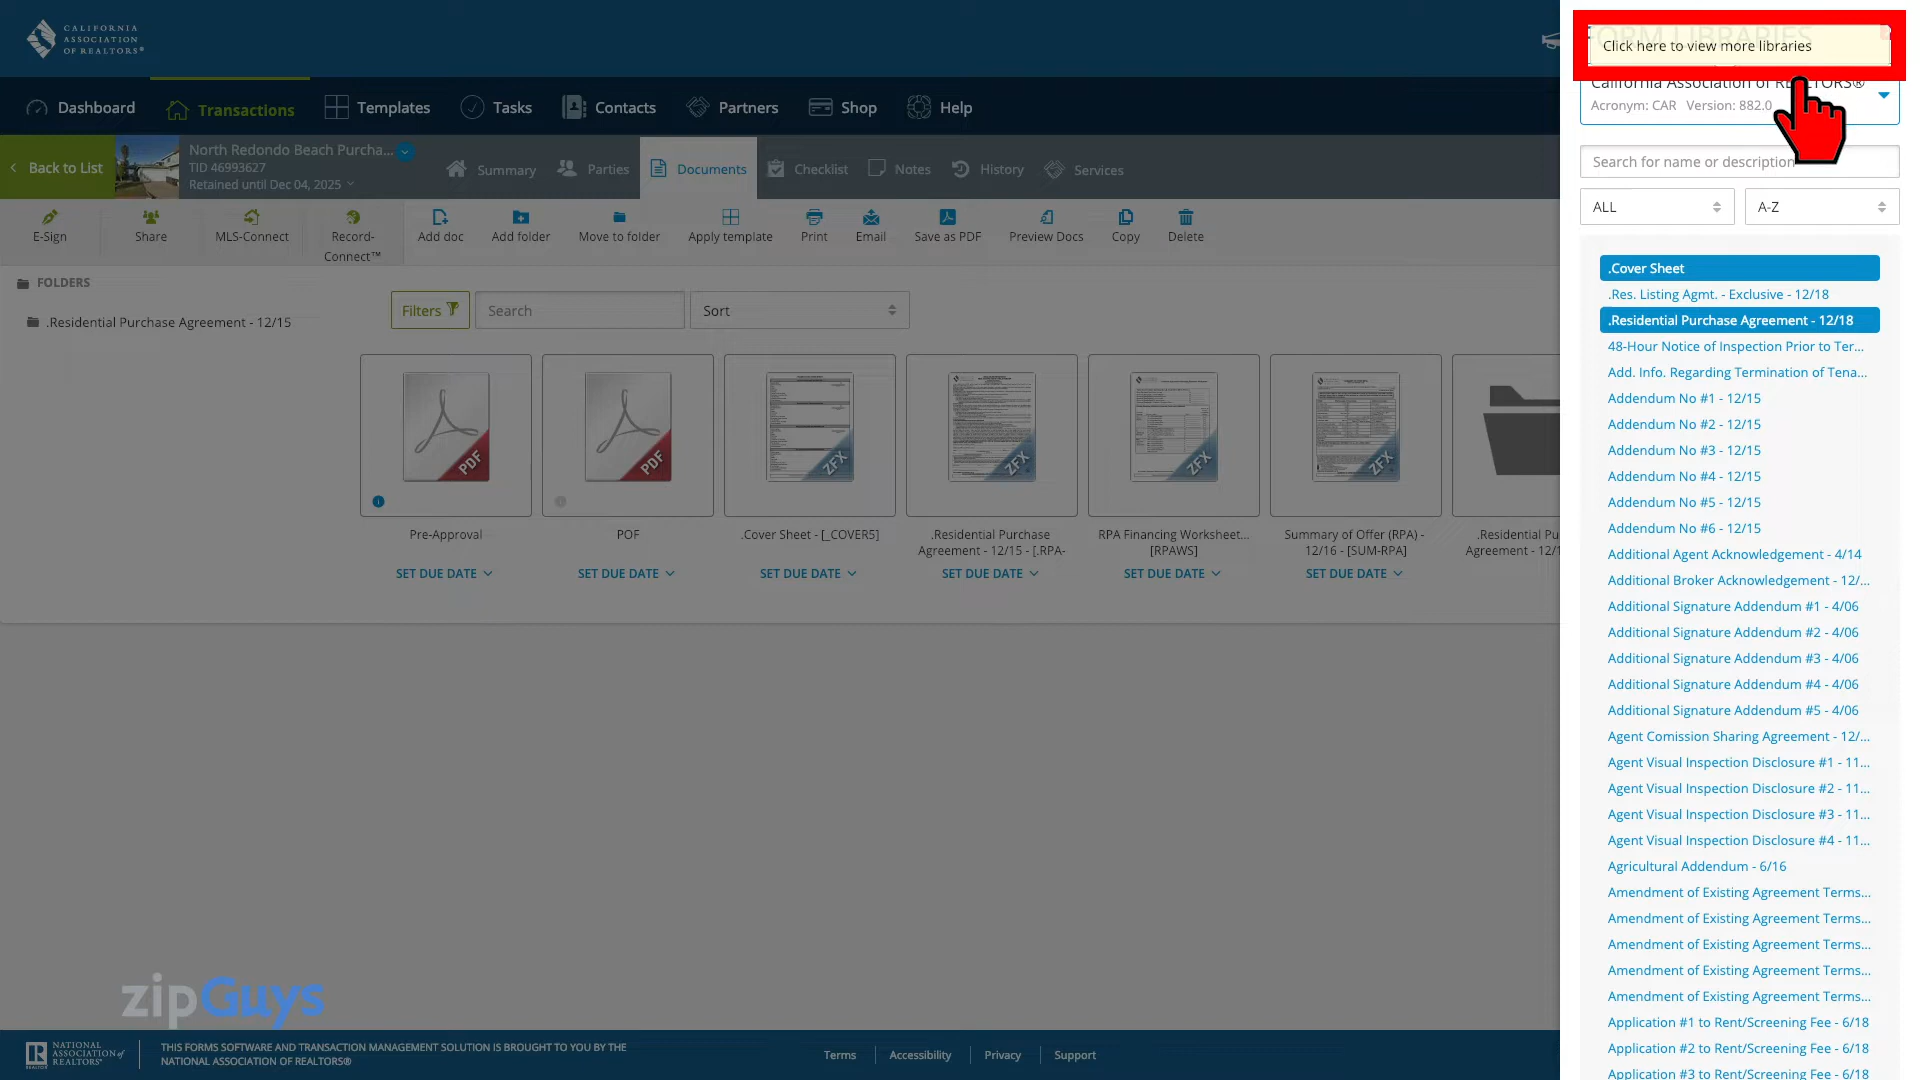 CALIFORNIA
ASSOCIATION
OF REALTORS®
Dashboard
Transactions
Templates
Tasks
Contacts
Partners
Shop
Help
Back to List
North Redondo Beach Purcha...
TID 46993627
Retained until Dec 04, 2025
Summary
Parties
Documents
Checklist
Notes
History
Services
E-Sign
Share
MLS-Connect
Record-
Connect™
Add doc
Add folder
Move to folder
Apply template
Print
Email
Save as PDF
Preview Docs
Copy
Delete
FOLDERS
.Residential Purchase Agreement - 12/15
Filters
Search
Sort
PDF
PDF
ZFX
ZFX
ZFX
ZFX
Pre-Approval
POF
.Cover Sheet - [_COVER5]
.Residential Purchase
Agreement - 12/15 - [.RPA-
RPA Financing Worksheet...
[RPAWS]
Summary of Offer (RPA) -
12/16 - [SUM-RPA]
.Residential Pu
Agreement - 12/1
SET DUE DATE
SET DUE DATE
SET DUE DATE
SET DUE DATE
SET DUE DATE
SET DUE DATE
FORM LIBRARIES
Click here to view more libraries
California Association of REALTORS®
Acronym: CAR Version: 882.0
Search for name or description
ALL
A-Z
.Cover Sheet
.Res. Listing Agmt. - Exclusive - 12/18
.Residential Purchase Agreement - 12/18
48-Hour Notice of Inspection Prior to Ter...
Add. Info. Regarding Termination of Tena...
Addendum No #1 - 12/15
Addendum No #2 - 12/15
Addendum No #3 - 12/15
Addendum No #4 - 12/15
Addendum No #5 - 12/15
Addendum No #6 - 12/15
Additional Agent Acknowledgement - 4/14
Additional Broker Acknowledgement - 12/...
Additional Signature Addendum #1 - 4/06
Additional Signature Addendum #2 - 4/06
Additional Signature Addendum #3 - 4/06
Additional Signature Addendum #4 - 4/06
Additional Signature Addendum #5 - 4/06
Agent Comission Sharing Agreement - 12/...
Agent Visual Inspection Disclosure #1 - 11...
Agent Visual Inspection Disclosure #2 - 11...
Agent Visual Inspection Disclosure #3 - 11...
Agent Visual Inspection Disclosure #4 - 11...
Agricultural Addendum - 6/16
Amendment of Existing Agreement Terms...
Amendment of Existing Agreement Terms...
Amendment of Existing Agreement Terms...
Amendment of Existing Agreement Terms...
Amendment of Existing Agreement Terms...
Application #1 to Rent/Screening Fee - 6/18
Application #2 to Rent/Screening Fee - 6/18
Application #3 to Rent/Screening Fee - 6/18
zipGuys
NATIONAL
ASSOCIATION of
REALTORS®
THIS FORMS SOFTWARE AND TRANSACTION MANAGEMENT SOLUTION IS BROUGHT TO YOU BY THE
NATIONAL ASSOCIATION OF REALTORS®
Terms
Accessibility
Privacy
Support